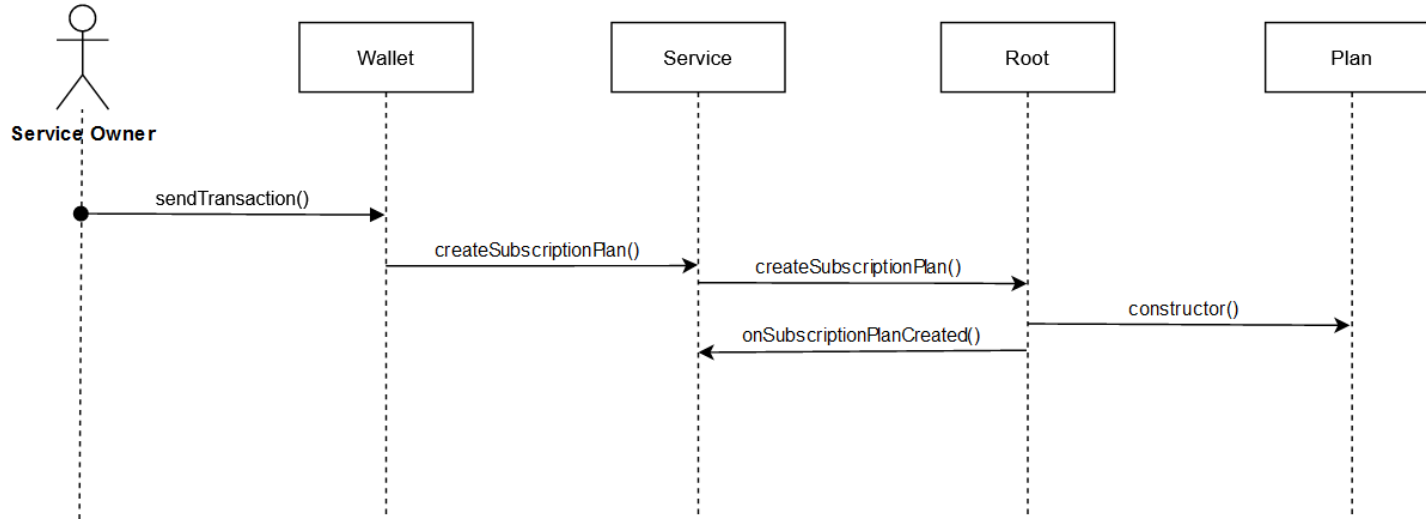 Wallet
Service
Root
Plan
Service Owner
sendTransaction()
createSubscriptionPlan()
createSubscriptionPlan()
constructor()
onSubscriptionPlanCreated()